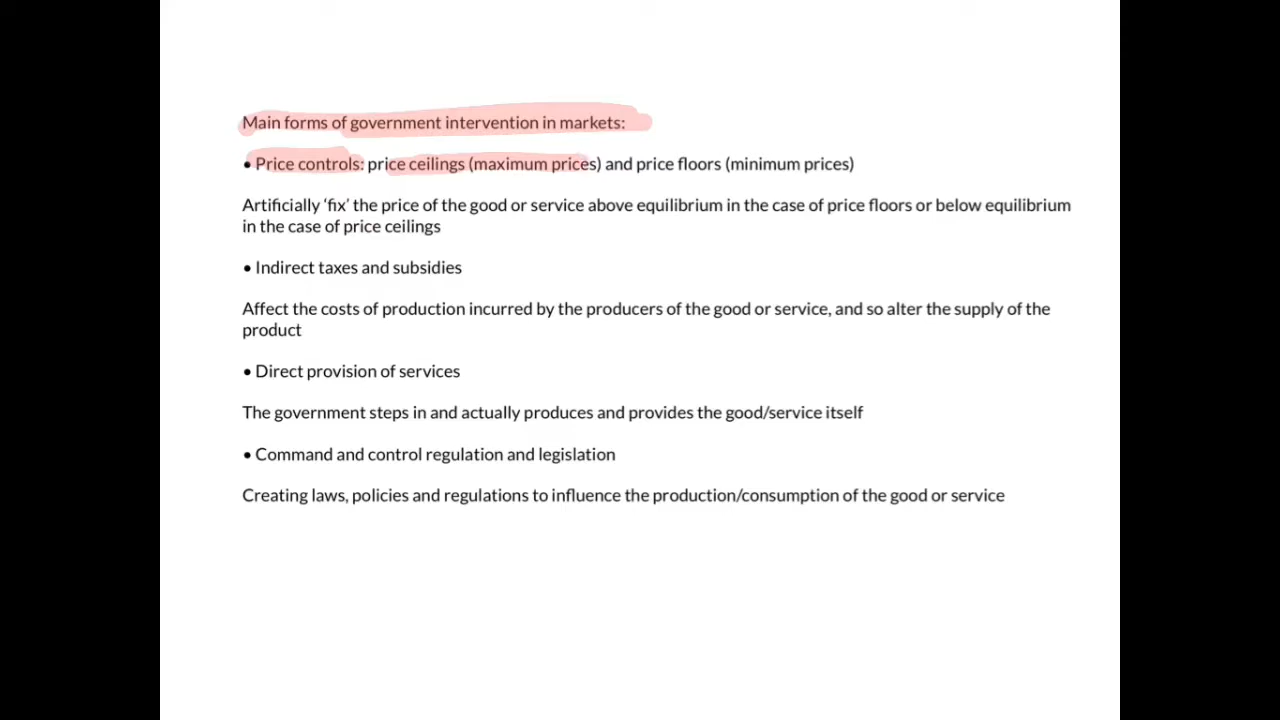 Main forms of government intervention in markets:
• Price controls: price ceilings (maximum prices) and price floors (minimum prices)
Artificially ‘fix’ the price of the good or service above equilibrium in the case of price floors or below equilibrium
in the case of price ceilings
• Indirect taxes and subsidies
Affect the costs of production incurred by the producers of the good or service, and so alter the supply of the
product
• Direct provision of services
The government steps in and actually produces and provides the good/service itself
• Command and control regulation and legislation
Creating laws, policies and regulations to influence the production/consumption of the good or service